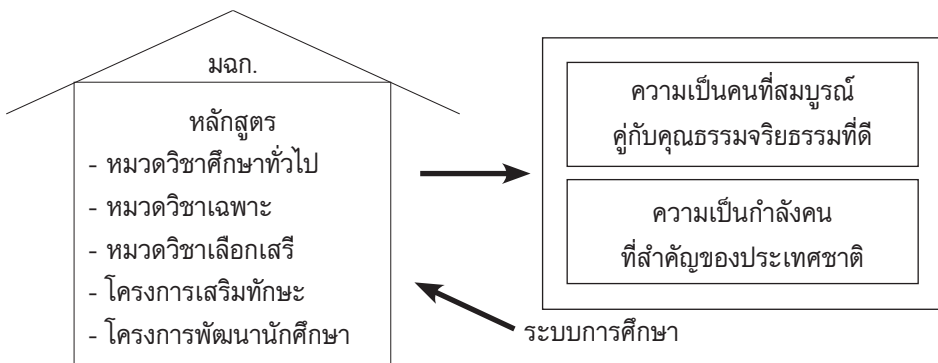 มฉก.
หลักสูตร
- หมวดวิชาศึกษาทั่วไป
- หมวดวิชาเฉพาะ
- หมวดวิชาเลือกเสรี
- โครงการเสริมทักษะ
- โครงการพัฒนานักศึกษา
ความเป็นคนที่สมบูรณ์
คู่กับคุณธรรมจริยธรรมที่ดี
ความเป็นกำลังคน
ที่สำคัญของประเทศชาติ
ระบบการศึกษา